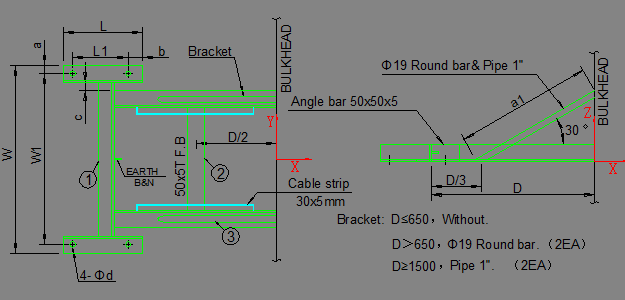 L
a
L1
b
Bracket
BULKHEAD
c
Y
D/2
X
W
W1
EARTH
B&N
50x5T F.B
1
2
3
Cable strip
30x5mm
4-Φd
Φ19 Round bar& Pipe 1"
a1
BULKHEAD
Angle bar 50x50x5
Z
30°
X
D/3
D
Bracket: D≤650，Without.
D＞650，Φ19 Round bar.（2EA）
D≥1500，Pipe 1".（2EA）